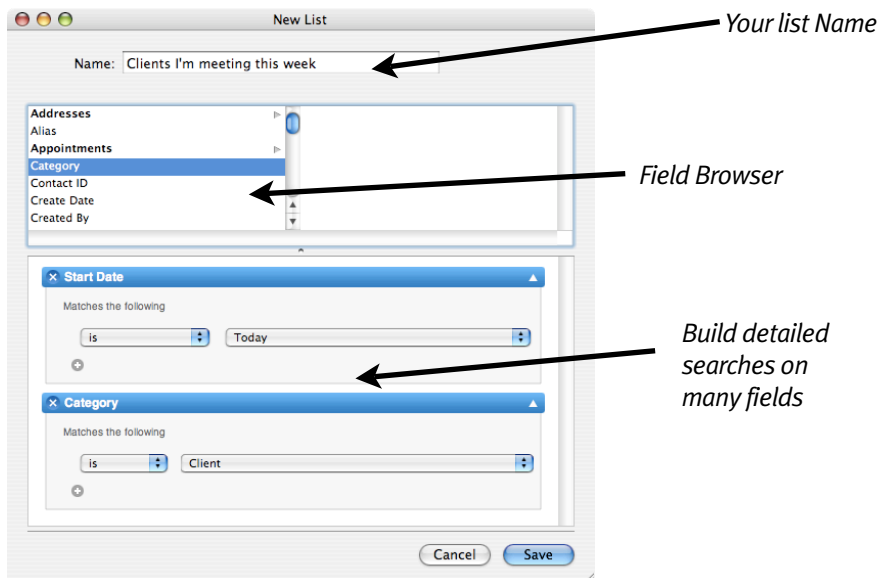 New List
Your list Name
Name: Clients I'm meeting this week
Addresses
Alias
Appointments
Category
Contact ID
Create Date
Created By
Field Browser
Start Date
Matches the following
is Today
Build detailed
searches on
many fields
Category
Matches the following
is Client
Cancel Save